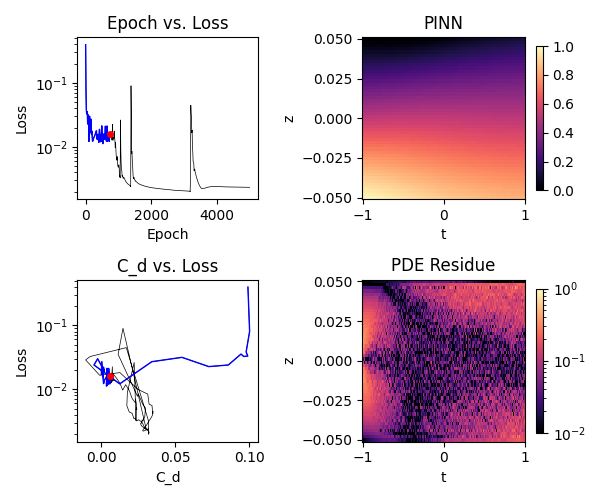 Epoch vs. Loss
Loss
10⁻¹
10⁻²
0
2000
4000
Epoch
PINN
z
0.050
0.025
0.000
−0.025
−0.050
−1
0
1
t
1.0
0.8
0.6
0.4
0.2
0.0
C_d vs. Loss
Loss
10⁻¹
10⁻²
0.00
0.05
0.10
C_d
PDE Residue
z
0.050
0.025
0.000
−0.025
−0.050
−1
0
1
t
10⁰
10⁻¹
10⁻²